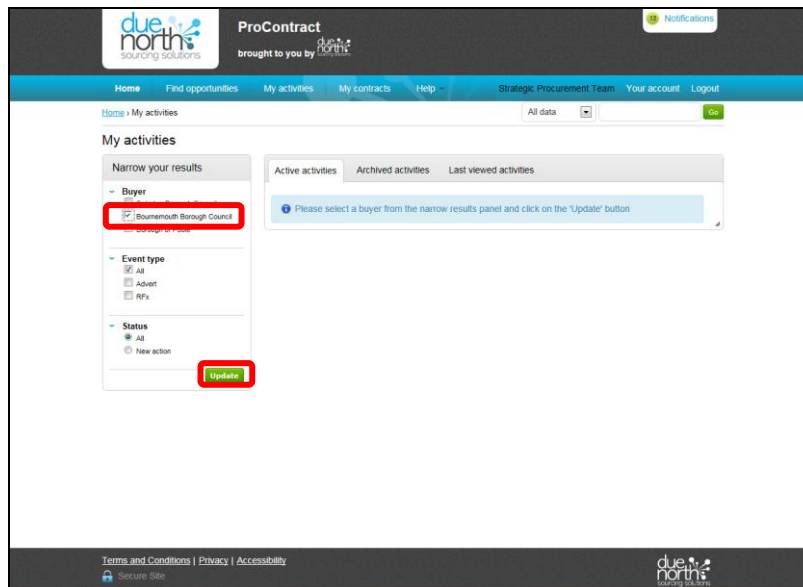 due north
sourcing solutions
ProContract
brought to you by due north
13 Notifications
Home Find opportunities My activities My contracts Help Strategic Procurement Team Your account Logout
Home › My activities
All data
Go
My activities
Narrow your results
Buyer
Bournemouth Borough Council
Borough of Poole
Event type
All
Advert
RFx
Status
All
New action
Update
Active activities Archived activities Last viewed activities
Please select a buyer from the narrow results panel and click on the 'Update' button
Terms and Conditions | Privacy | Accessibility
Secure Site
due north
sourcing solutions